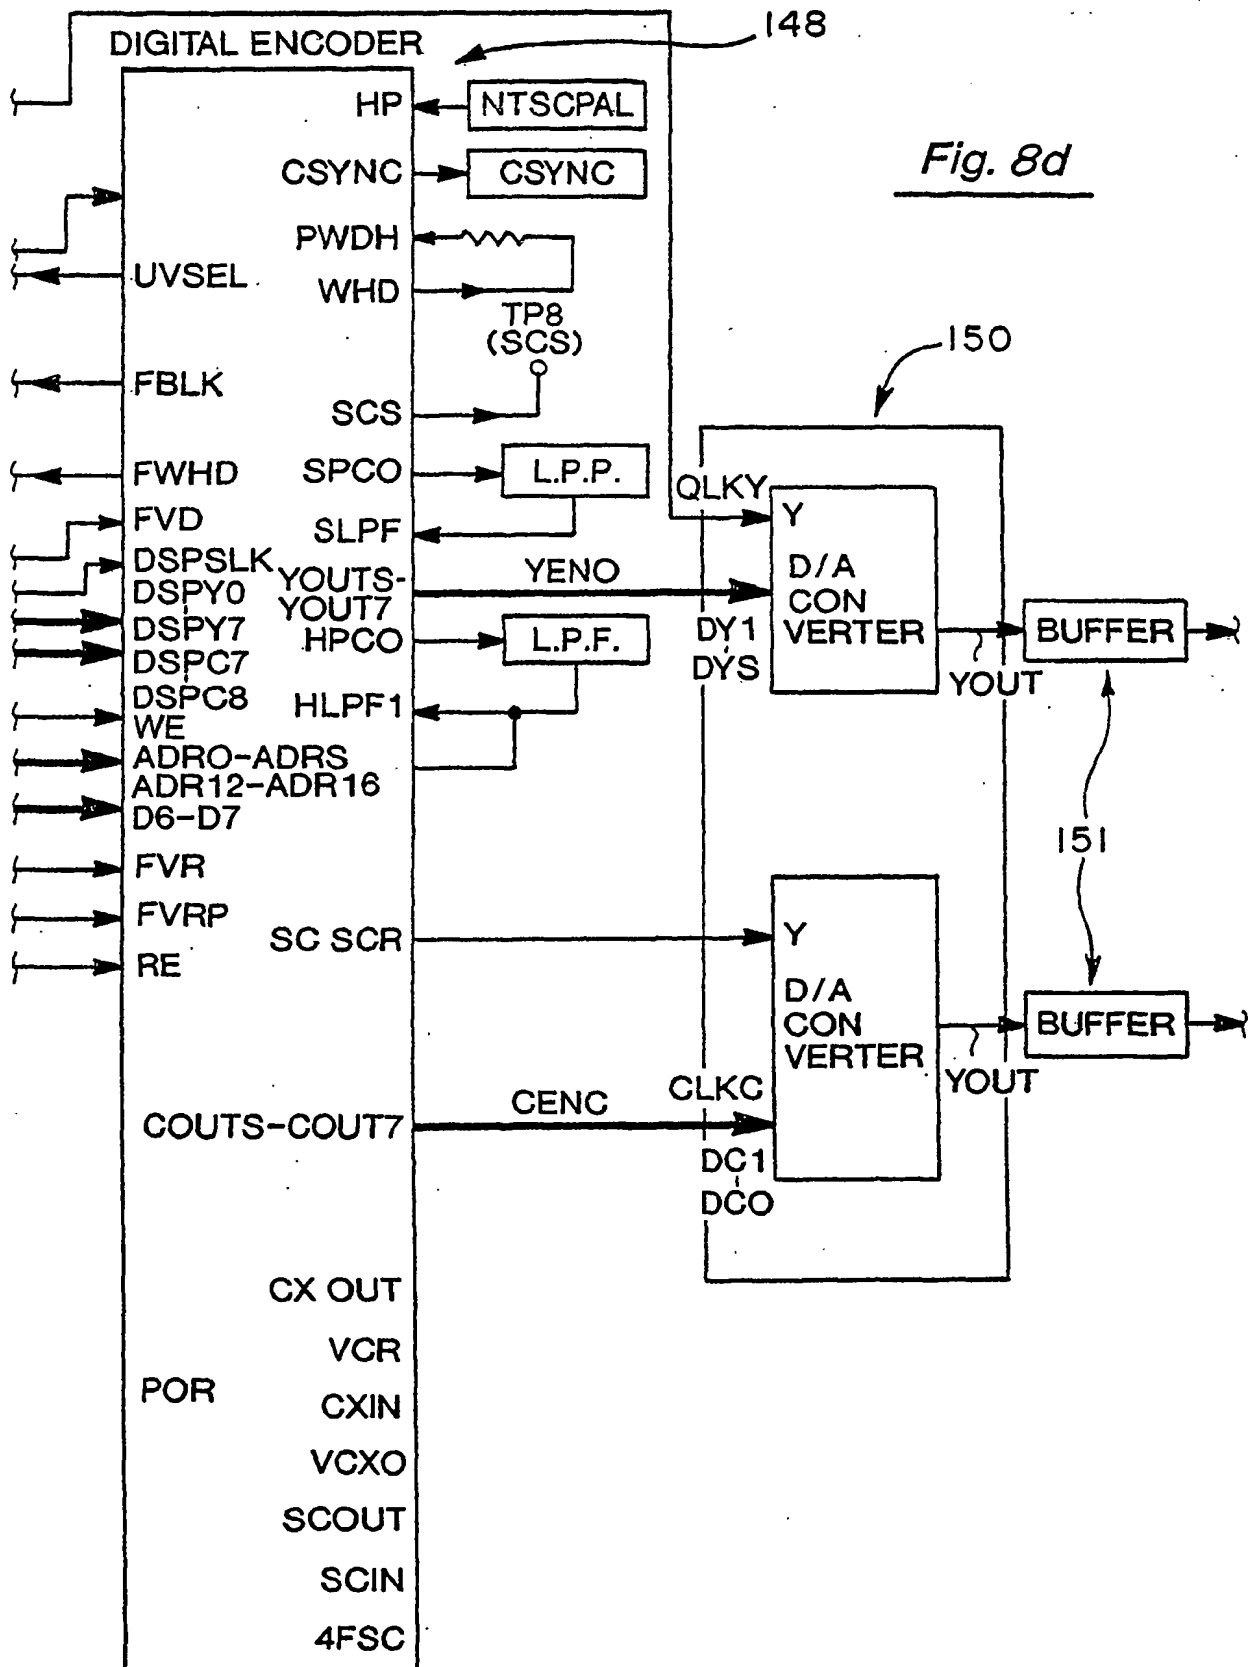 DIGITAL ENCODER
148
HP
NTSCPAL
Fig. 8d
CSYNC
CSYNC
PWDH
UVSEL
WHD
TP8
(SCS)
150
FBLK
SCS
FWHD
SPCO
L.P.P.
QLKY
FVD
SLPF
Y
DSPSLK
YOUTS-
YENO
D/A
DSPY0
YOUT7
CON
DSPY7
HPCO
L.P.F.
DY1
VERTER
BUFFER
DSPC7
DYS
YOUT
DSPC8
HLPF1
WE
ADRO-ADRS
ADR12-ADR16
D6-D7
151
FVR
FVRP
SC SCR
Y
RE
D/A
CON
BUFFER
VERTER
YOUT
COUTS-COUT7
CENC
CLKC
DC1
DCO
CX OUT
VCR
POR
CXIN
VCXO
SCOUT
SCIN
4FSC